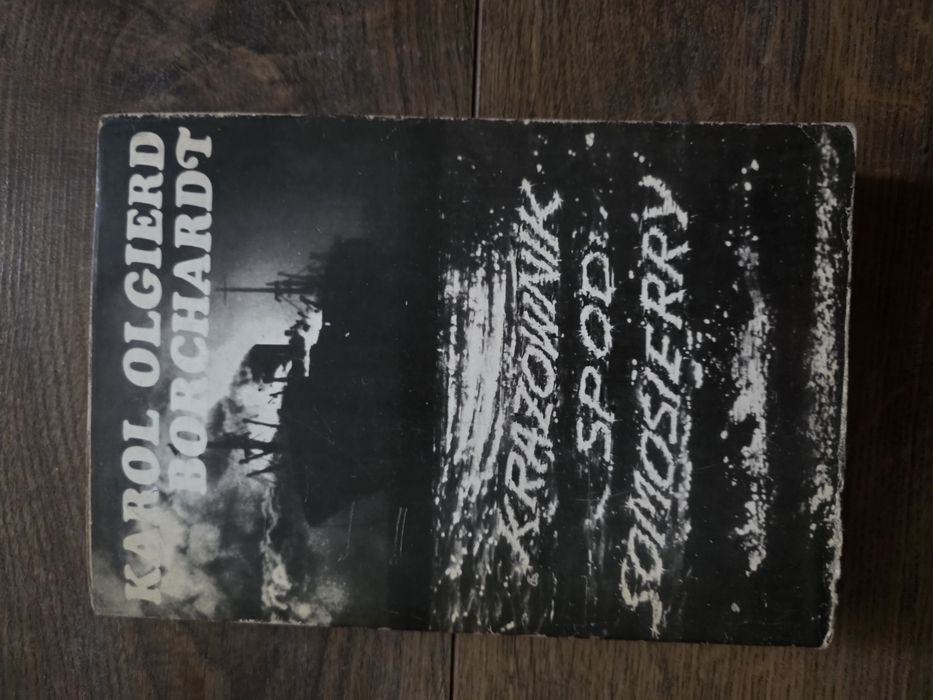 KAROL OLGIERD
BORCHARDT
KRĄŻOWNIK
SPOD
SOMOSIERRY